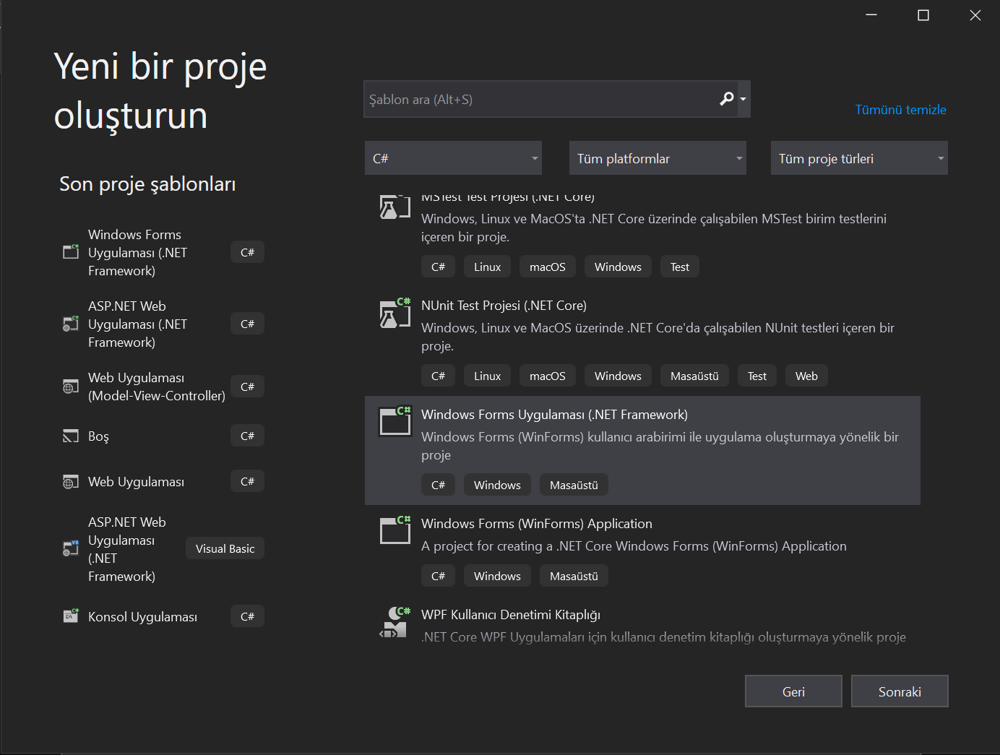 Yeni bir proje
oluşturun
Şablon ara (Alt+S)
Tümünü temizle
C#
Tüm platformlar
Tüm proje türleri
Son proje şablonları
Windows Forms
Uygulaması (.NET
Framework)
C#
ASP.NET Web
Uygulaması (.NET
Framework)
C#
Web Uygulaması
(Model-View-Controller)
C#
Boş
C#
Web Uygulaması
C#
ASP.NET Web
Uygulaması
(.NET
Framework)
Visual Basic
Konsol Uygulaması
C#
MSTest Test Projesi (.NET Core)
Windows, Linux ve MacOS'ta .NET Core üzerinde çalışabilen MSTest birim testlerini
içeren bir proje.
C# Linux macOS Windows Test
NUnit Test Projesi (.NET Core)
Windows, Linux ve MacOS üzerinde .NET Core'da çalışabilen NUnit testleri içeren bir
proje.
C# Linux macOS Windows Masaüstü Test Web
Windows Forms Uygulaması (.NET Framework)
Windows Forms (WinForms) kullanıcı arabirimi ile uygulama oluşturmaya yönelik bir
proje
C# Windows Masaüstü
Windows Forms (WinForms) Application
A project for creating a .NET Core Windows Forms (WinForms) Application
C# Windows Masaüstü
WPF Kullanıcı Denetimi Kitaplığı
.NET Core WPF Uygulamaları için kullanıcı denetim kitaplığı oluşturmaya yönelik proje
Geri
Sonraki